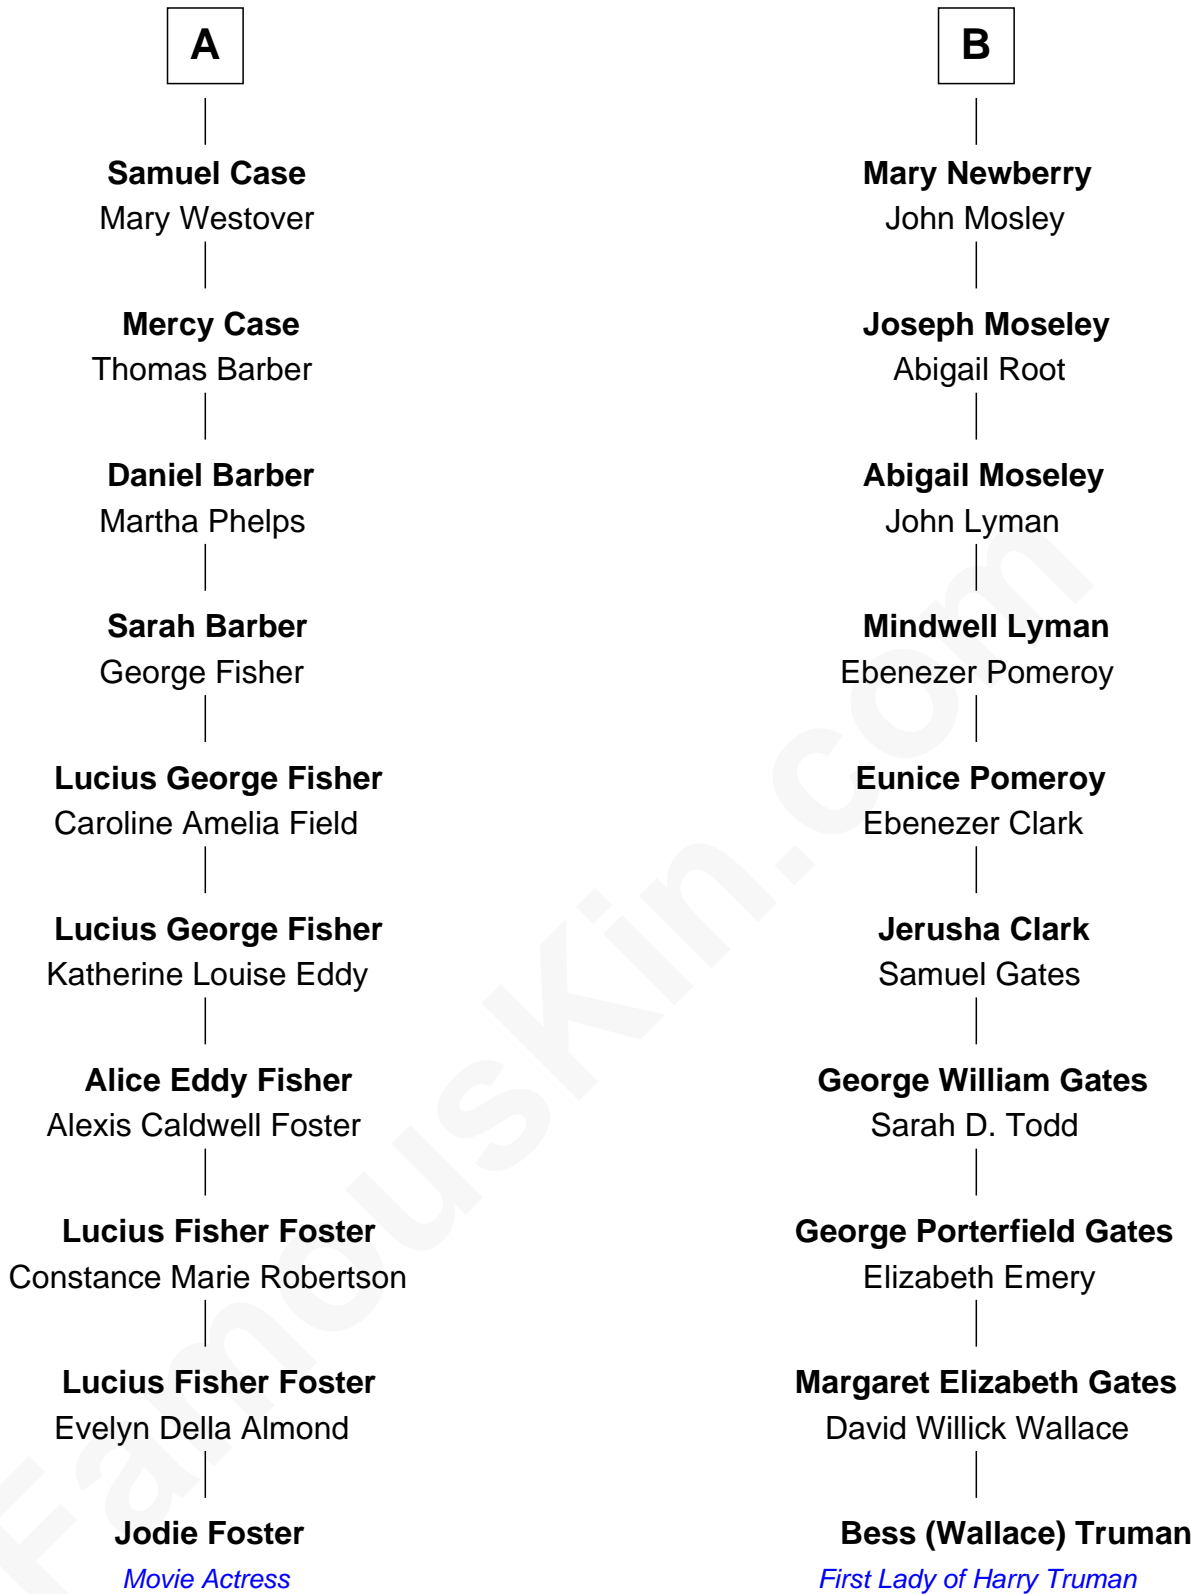 A
Samuel Case
Mary Westover
Mercy Case
Thomas Barber
Daniel Barber
Martha Phelps
Sarah Barber
George Fisher
Lucius George Fisher
Caroline Amelia Field
Lucius George Fisher
Katherine Louise Eddy
Alice Eddy Fisher
Alexis Caldwell Foster
Lucius Fisher Foster
Constance Marie Robertson
Lucius Fisher Foster
Evelyn Della Almond
Jodie Foster
Movie Actress
B
Mary Newberry
John Mosley
Joseph Moseley
Abigail Root
Abigail Moseley
John Lyman
Mindwell Lyman
Ebenezer Pomeroy
Eunice Pomeroy
Ebenezer Clark
Jerusha Clark
Samuel Gates
George William Gates
Sarah D. Todd
George Porterfield Gates
Elizabeth Emery
Margaret Elizabeth Gates
David Willick Wallace
Bess (Wallace) Truman
First Lady of Harry Truman
FamousKin.com